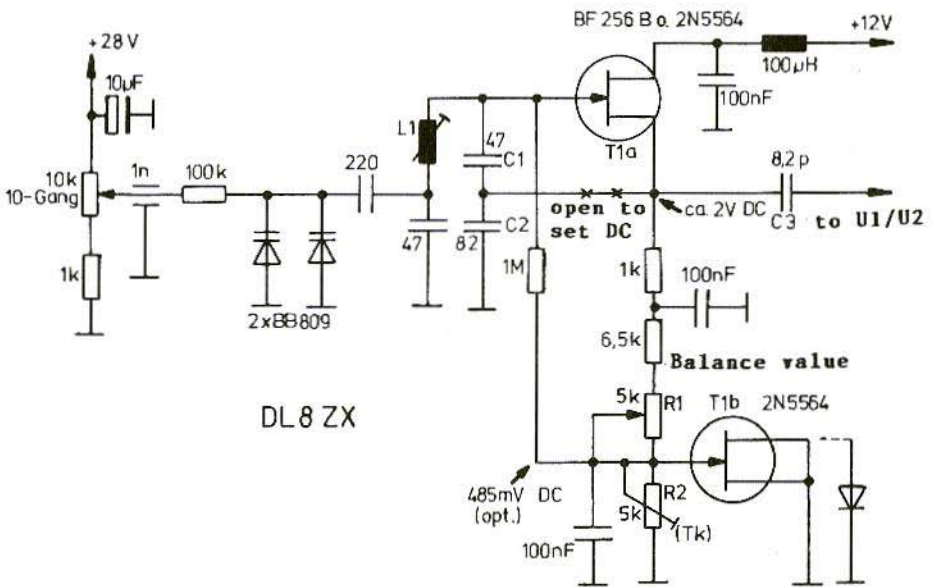 BF 256 B o. 2N5564
+28V
+12V
10µF
100µH
100nF
L1
T1a
47
C1
220
1n
100k
10k
10-Gang
8,2p
C3
to U1/U2
ca. 2V DC
open to
set DC
47
82
C2
1M
1k
100nF
1k
2xBB809
6,5k
Balance value
DL8ZX
5k
R1
T1b
2N5564
485mV DC
(opt.)
R2
5k
(Tk)
100nF